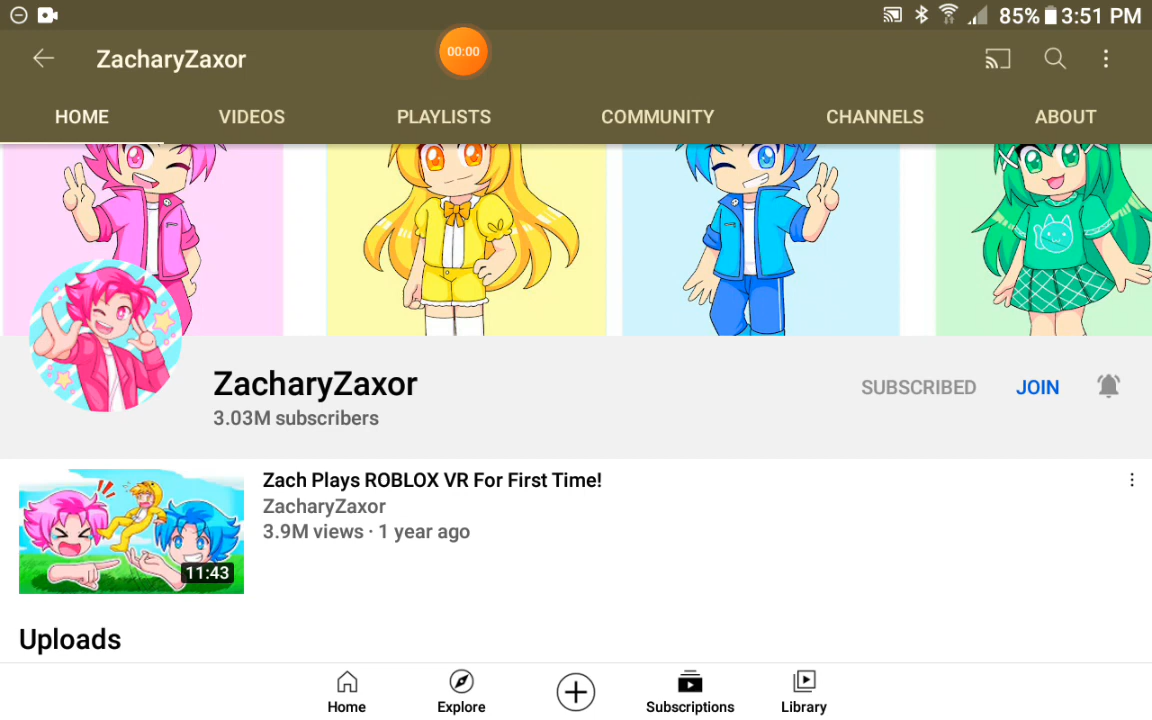 85% 3:51 PM
ZacharyZaxor
00:00
HOME VIDEOS PLAYLISTS COMMUNITY CHANNELS ABOUT
ZacharyZaxor
3.03M subscribers
SUBSCRIBED JOIN
Zach Plays ROBLOX VR For First Time!
ZacharyZaxor
3.9M views · 1 year ago
11:43
Uploads
Home Explore Subscriptions Library